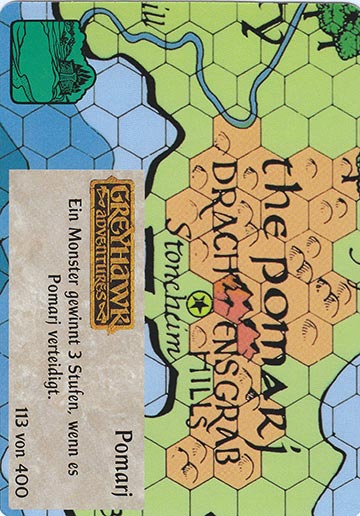 ill
y
the pomarj
DRACHENSGRAB
HILLS
Stoneheim
GREYHAWK
ADVENTURES
Pomarj
Ein Monster gewinnt 3 Stufen, wenn es
Pomarj verteidigt.
113 von 400